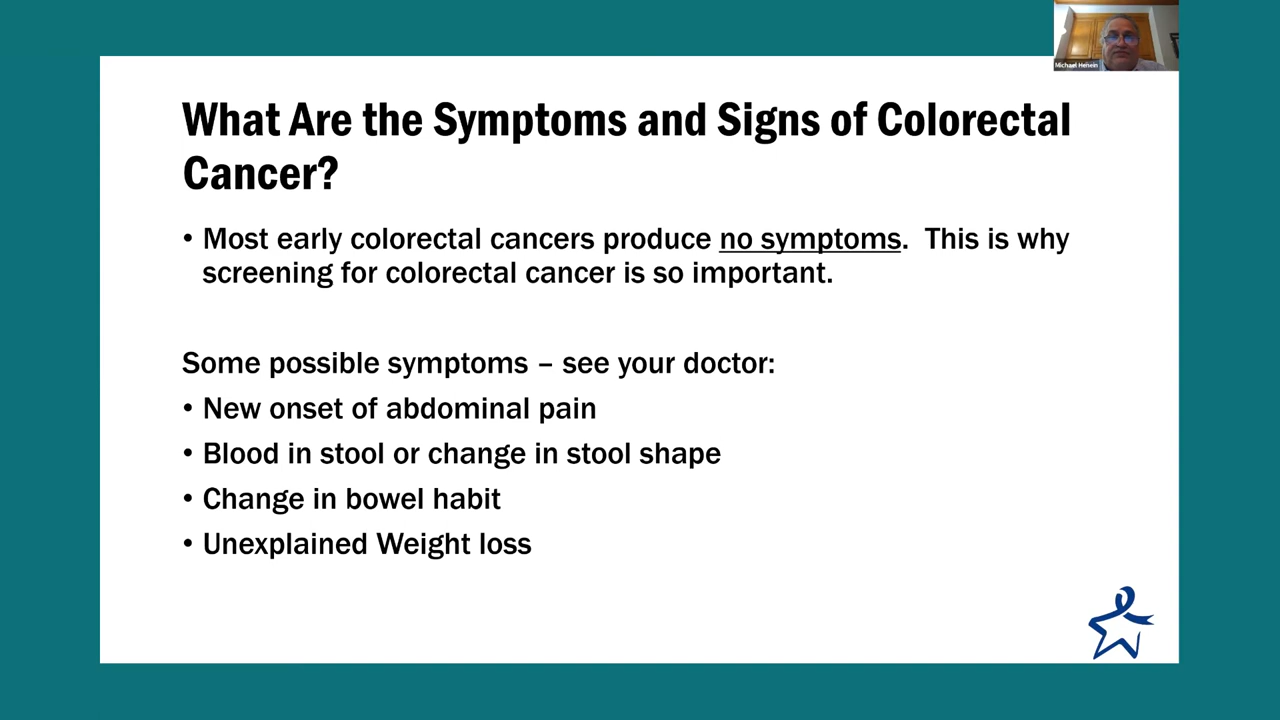 Michael Henein
What Are the Symptoms and Signs of Colorectal
Cancer?
• Most early colorectal cancers produce no symptoms. This is why
screening for colorectal cancer is so important.
Some possible symptoms – see your doctor:
• New onset of abdominal pain
• Blood in stool or change in stool shape
• Change in bowel habit
• Unexplained Weight loss